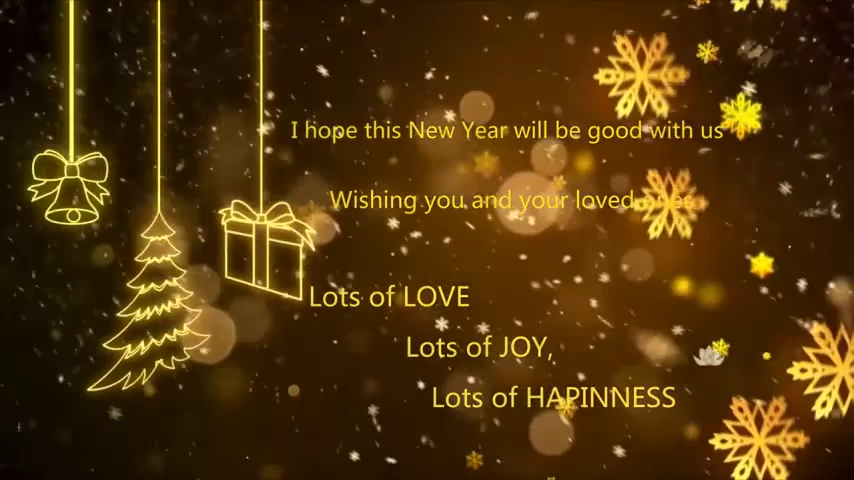 I hope this New Year will be good with us
Wishing you and your loved ones
Lots of LOVE
Lots of JOY,
Lots of HAPINNESS